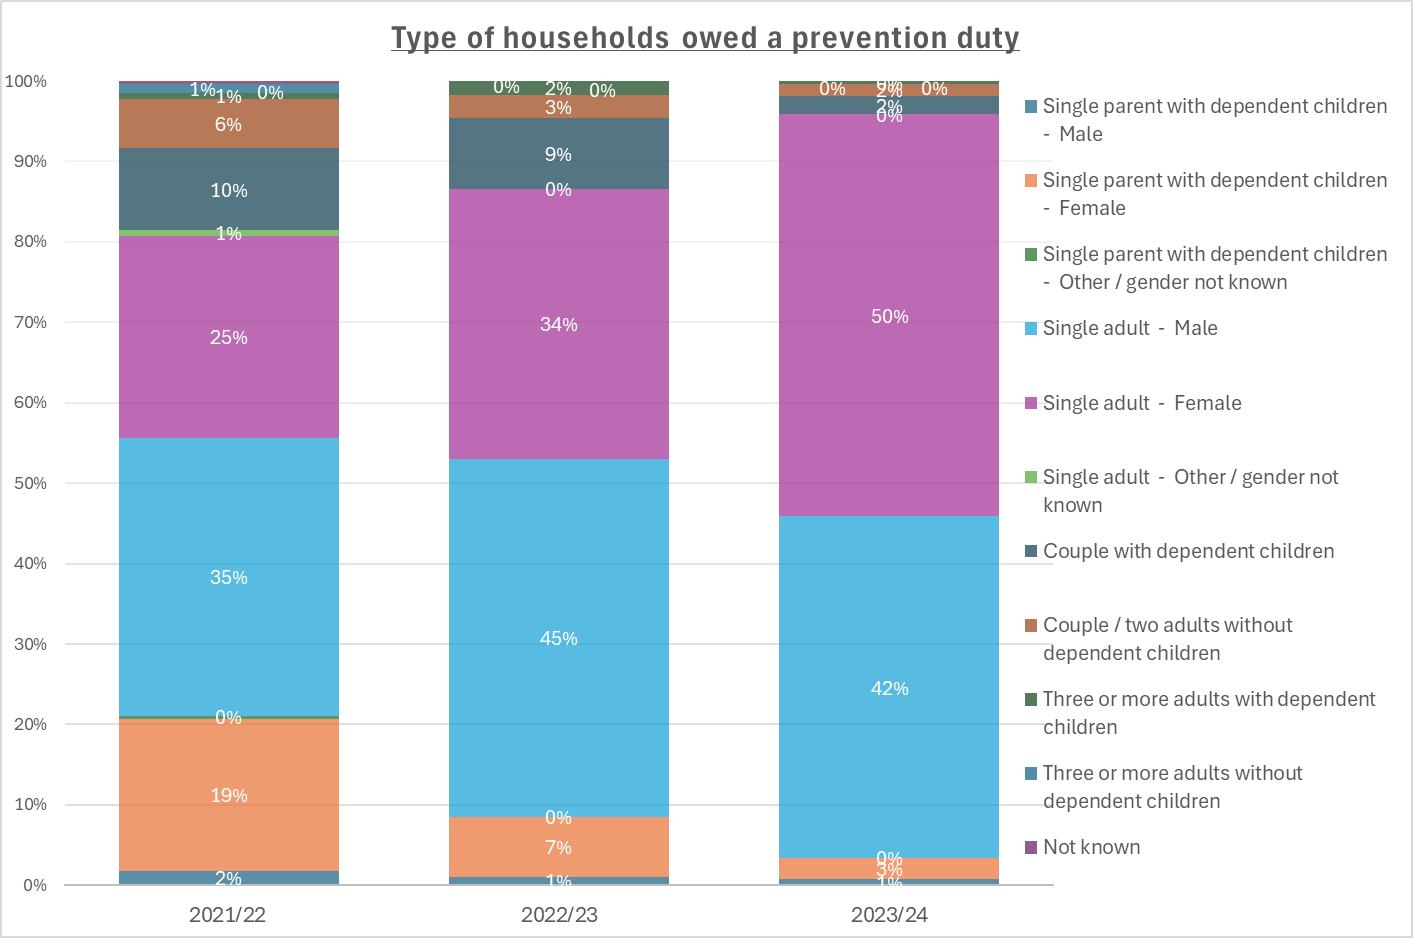 Type of households owed a prevention duty
100%
90%
80%
70%
60%
50%
40%
30%
20%
10%
0%
1%
0%
1%
6%
10%
1%
25%
35%
0%
19%
2%
0%
2%
0%
3%
9%
0%
34%
45%
0%
7%
1%
0%
0%
0%
2%
2%
0%
50%
42%
0%
3%
1%
2021/22
2022/23
2023/24
Single parent with dependent children
- Male
Single parent with dependent children
- Female
Single parent with dependent children
- Other / gender not known
Single adult - Male
Single adult - Female
Single adult - Other / gender not
known
Couple with dependent children
Couple / two adults without
dependent children
Three or more adults with dependent
children
Three or more adults without
dependent children
Not known